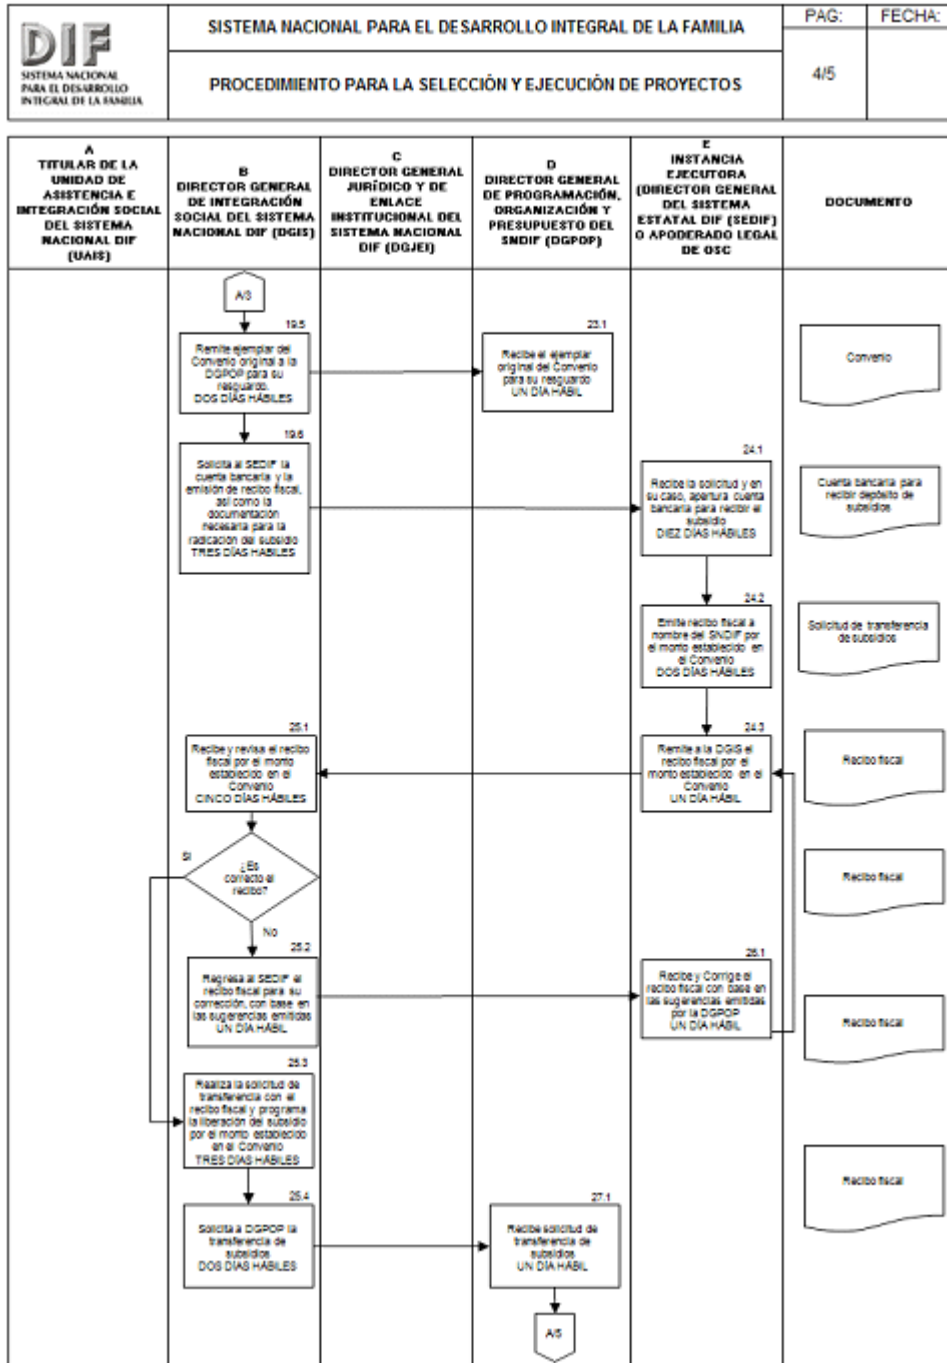 DIF
SISTEMA NACIONAL
PARA EL DESARROLLO
INTEGRAL DE LA FAMILIA
SISTEMA NACIONAL PARA EL DESARROLLO INTEGRAL DE LA FAMILIA
PROCEDIMIENTO PARA LA SELECCIÓN Y EJECUCIÓN DE PROYECTOS
PAG:
4/5
FECHA:
A
TITULAR DE LA
UNIDAD DE
ASISTENCIA E
INTEGRACIÓN SOCIAL
DEL SISTEMA
NACIONAL DIF
(UAIS)
B
DIRECTOR GENERAL
DE INTEGRACIÓN
SOCIAL DEL SISTEMA
NACIONAL DIF (DGIS)
C
DIRECTOR GENERAL
JURÍDICO Y DE
ENLACE
INSTITUCIONAL DEL
SISTEMA NACIONAL
DIF (DGJEI)
D
DIRECTOR GENERAL
DE PROGRAMACIÓN,
ORGANIZACIÓN Y
PRESUPUESTO DEL
SNDIF (DGPOP)
E
INSTANCIA
EJECUTORA
(DIRECTOR GENERAL
DEL SISTEMA
ESTATAL DIF (SEDIF)
O APODERADO LEGAL
DE OSC
DOCUMENTO
A/3
19.5
Remite ejemplar del
Convenio original a la
DGPOP para su
resguardo.
DOS DÍAS HÁBILES
23.1
Recibe el ejemplar
original del Convenio
para su resguardo
UN DÍA HÁBIL
Convenio
19.6
Solicita al SEDIF la
cuenta bancaria y la
emisión de recibo fiscal,
así como la
documentación
necesaria para la
radicación del subsidio
TRES DÍAS HÁBILES
24.1
Recibe la solicitud y en
su caso, apertura cuenta
bancaria para recibir el
subsidio
DIEZ DÍAS HÁBILES
Cuenta bancaria para
recibir depósito de
subsidios
24.2
Emite recibo fiscal a
nombre del SNDIF por
el monto establecido en
el Convenio
DOS DÍAS HÁBILES
Solicitud de transferencia
de subsidios
25.1
Recibe y revisa el recibo
fiscal por el monto
establecido en el
Convenio
CINCO DÍAS HÁBILES
24.3
Remite a la DGIS el
recibo fiscal por el
monto establecido en el
Convenio
UN DÍA HÁBIL
Recibo fiscal
SI
¿Es
correcto el
recibo?
No
Recibo fiscal
25.2
Regresa al SEDIF el
recibo fiscal para su
corrección, con base en
las sugerencias emitidas
UN DÍA HÁBIL
26.1
Recibe y Corrige el
recibo fiscal con base en
las sugerencias emitidas
por la DGPOP
UN DÍA HÁBIL
Recibo fiscal
25.3
Realiza la solicitud de
transferencia con el
recibo fiscal y programa
la liberación del subsidio
por el monto establecido
en el Convenio
TRES DÍAS HÁBILES
Recibo fiscal
25.4
Solicita a DGPOP la
transferencia de
subsidios
DOS DÍAS HÁBILES
27.1
Recibe solicitud de
transferencia de
subsidios
UN DÍA HÁBIL
A/5